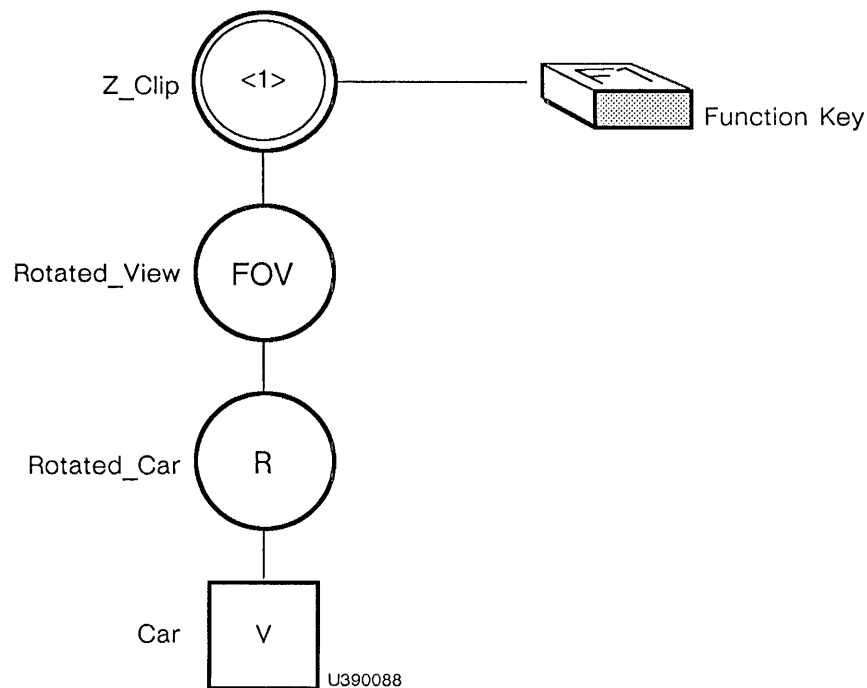 Z_Clip
<1>
F1
Function Key
Rotated_View
FOV
Rotated_Car
R
Car
V
U390088